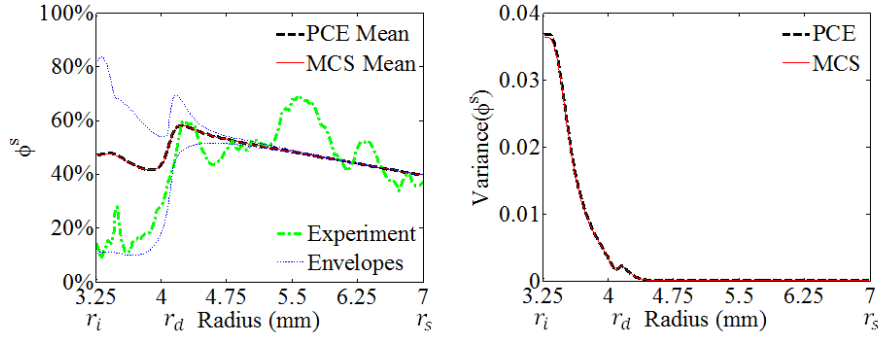 100%
80%
60%
40%
20%
0%
ϕˢ
PCE Mean
MCS Mean
Experiment
Envelopes
3.25 4 4.75 5.5 6.25 7
rᵢ r_d Radius (mm) rₛ
0.04
0.03
0.02
0.01
0
Variance(ϕˢ)
PCE
MCS
3.25 4 4.75 5.5 6.25 7
rᵢ r_d Radius (mm) rₛ